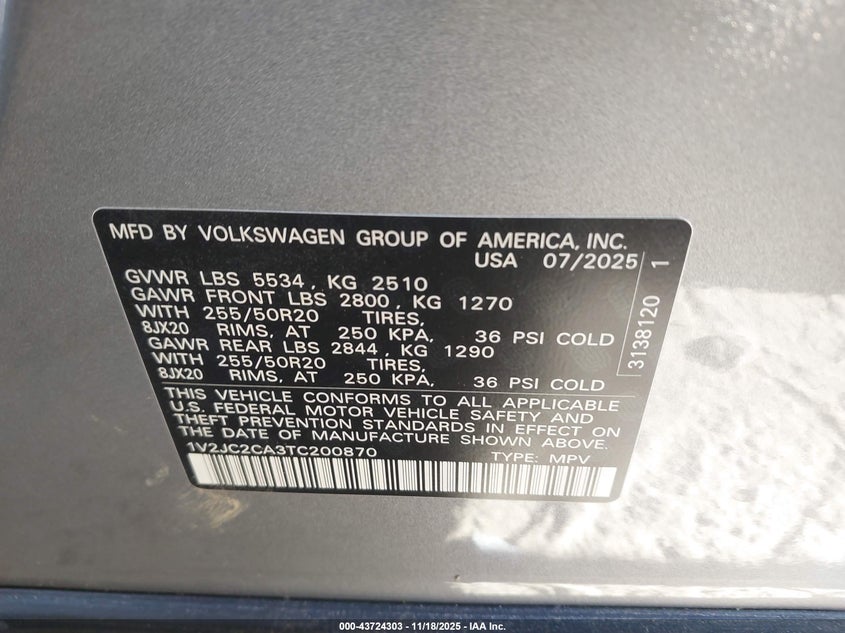 MFD BY VOLKSWAGEN GROUP OF AMERICA, INC.
USA 07/2025
GVWR LBS 5534, KG 2510
GAWR FRONT LBS 2800, KG 1270
WITH 255/50R20 TIRES,
8JX20 RIMS, AT 250 KPA, 36 PSI COLD
GAWR REAR LBS 2844, KG 1290
WITH 255/50R20 TIRES,
8JX20 RIMS, AT 250 KPA, 36 PSI COLD
THIS VEHICLE CONFORMS TO ALL APPLICABLE
U.S. FEDERAL MOTOR VEHICLE SAFETY AND
THEFT PREVENTION STANDARDS IN EFFECT ON
THE DATE OF MANUFACTURE SHOWN ABOVE.
1V2JC2CA3TC200870 TYPE: MPV
3138120 1
000-43724303 - 11/18/2025 - IAA Inc.